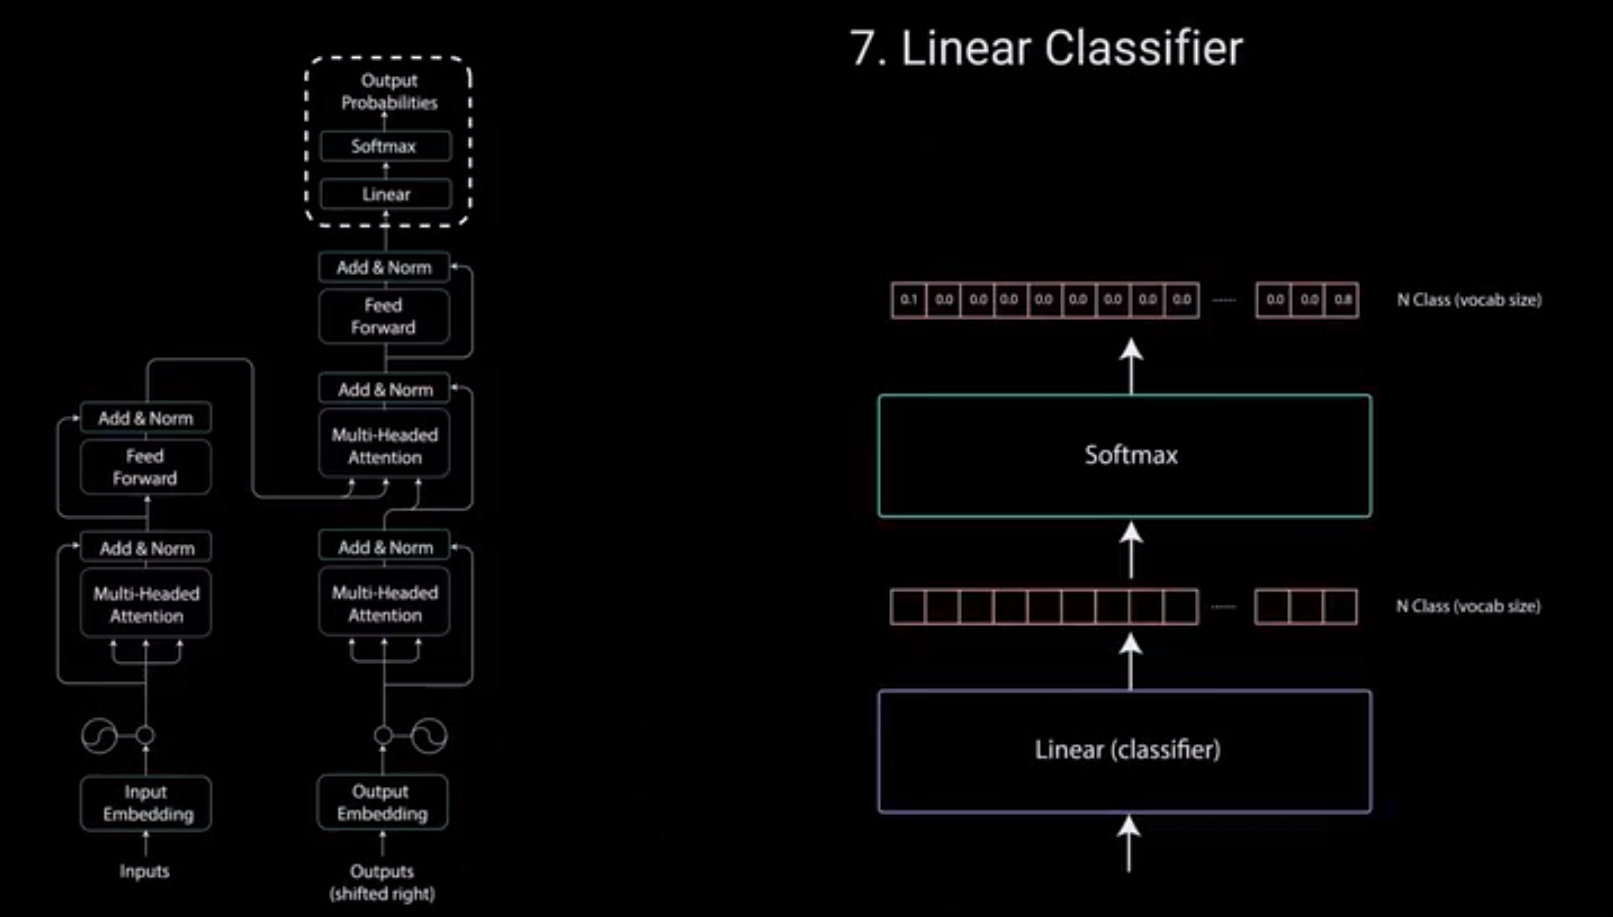 7. Linear Classifier
Output
Probabilities
Softmax
Linear
Add & Norm
Feed
Forward
Add & Norm
Multi-Headed
Attention
Add & Norm
Multi-Headed
Attention
Output
Embedding
Outputs
(shifted right)
Add & Norm
Feed
Forward
Add & Norm
Multi-Headed
Attention
Input
Embedding
Inputs
0.1 0.0 0.0 0.0 0.0 0.0 0.0 0.0 0.0 ...... 0.0 0.0 0.8 N Class (vocab size)
Softmax
...... N Class (vocab size)
Linear (classifier)